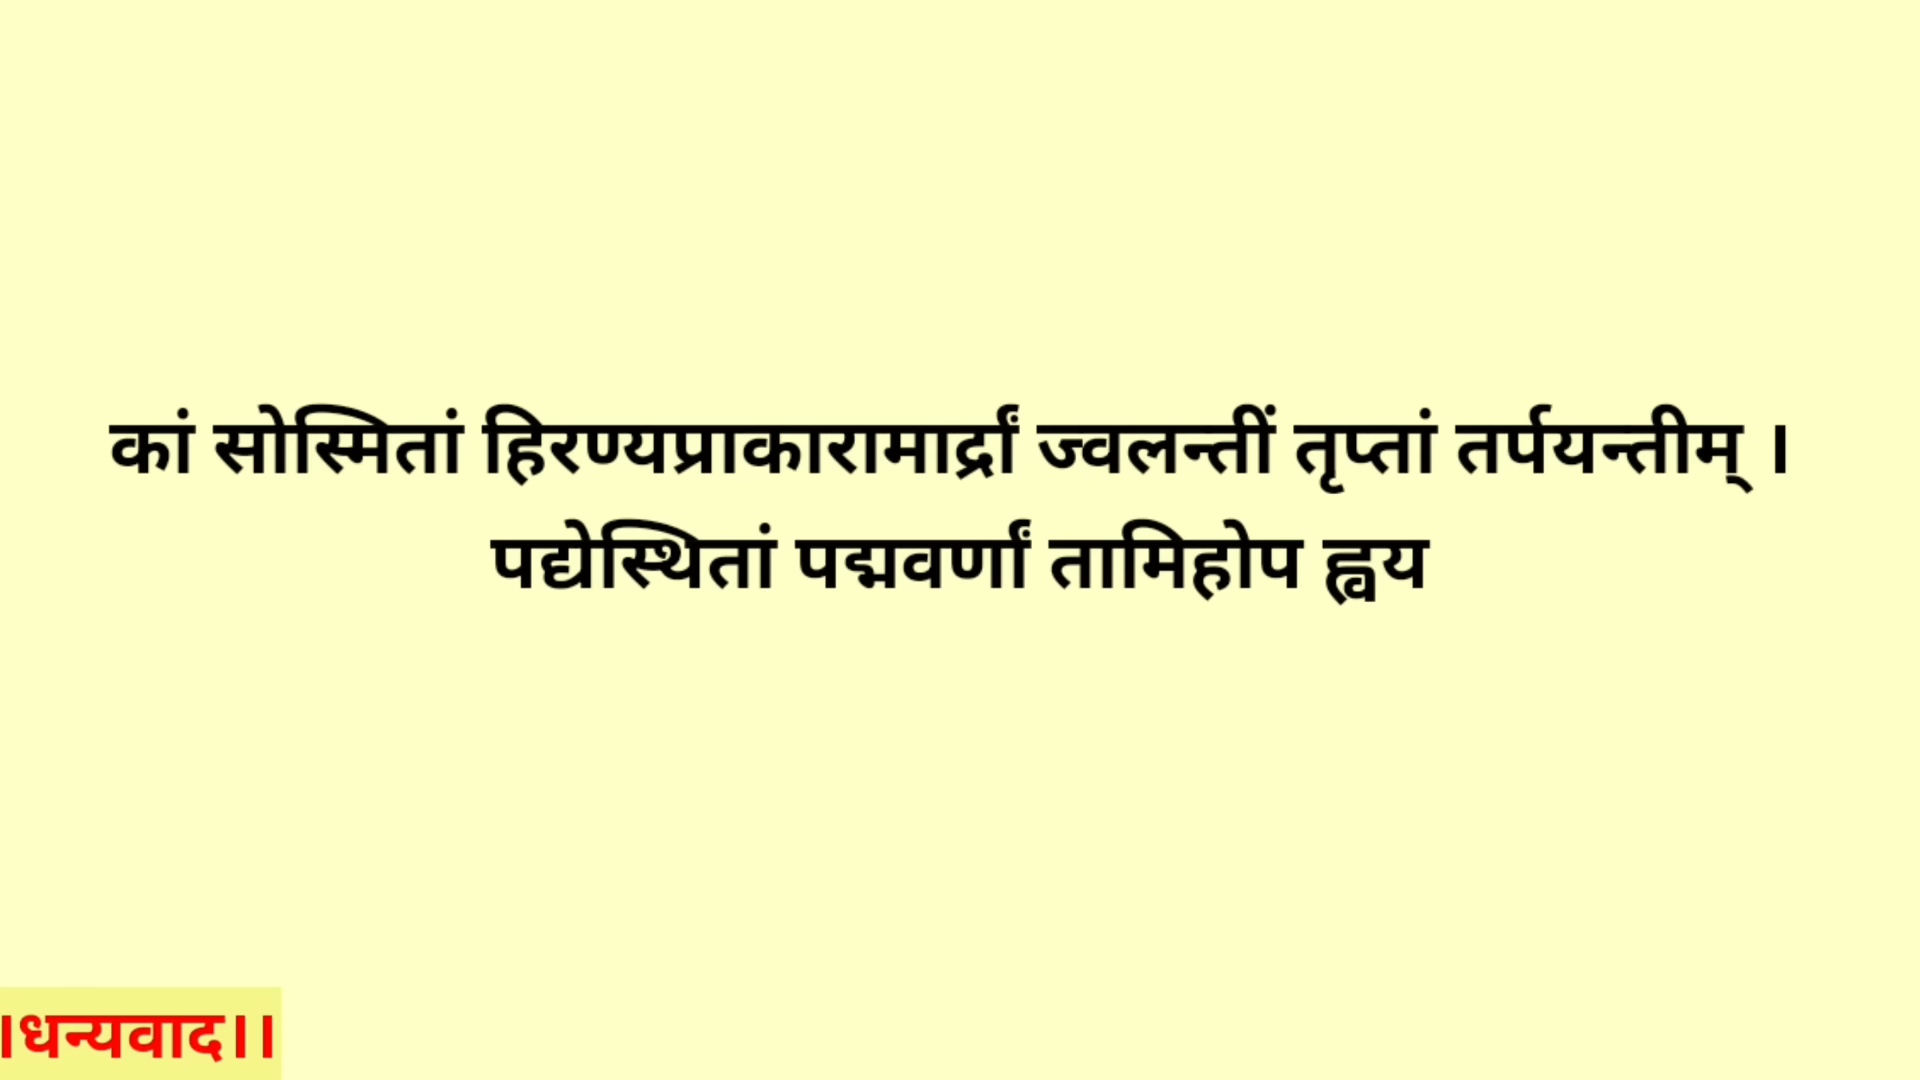 कां सोस्मितां हिरण्यप्राकारामार्द्रां ज्वलन्तीं तृप्तां तर्पयन्तीम् ।
पद्येस्थितां पद्मवर्णां तामिहोप ह्वय
।धन्यवाद।।